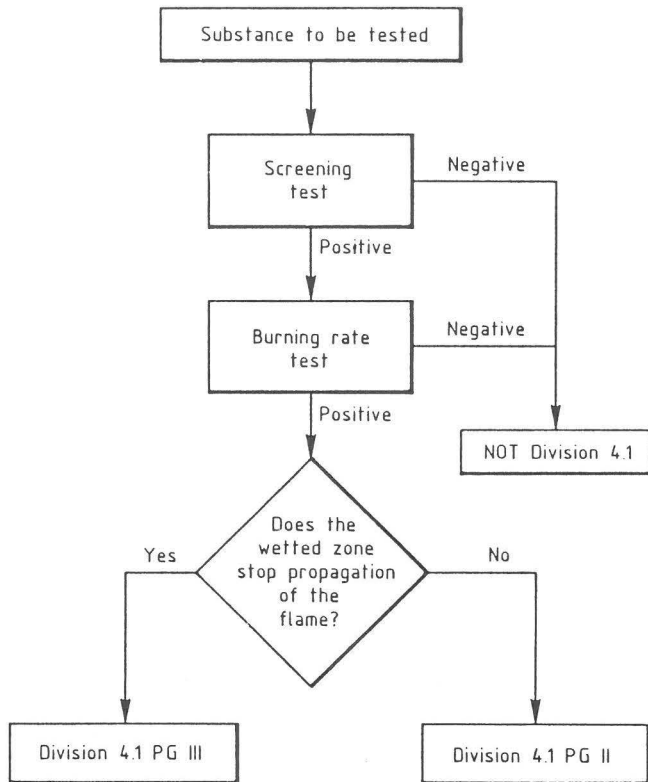 Substance to be tested
Screening
test
Negative
Positive
Burning rate
test
Negative
Positive
NOT Division 4.1
Does the
wetted zone
stop propagation
of the
flame?
Yes
No
Division 4.1 PG III
Division 4.1 PG II